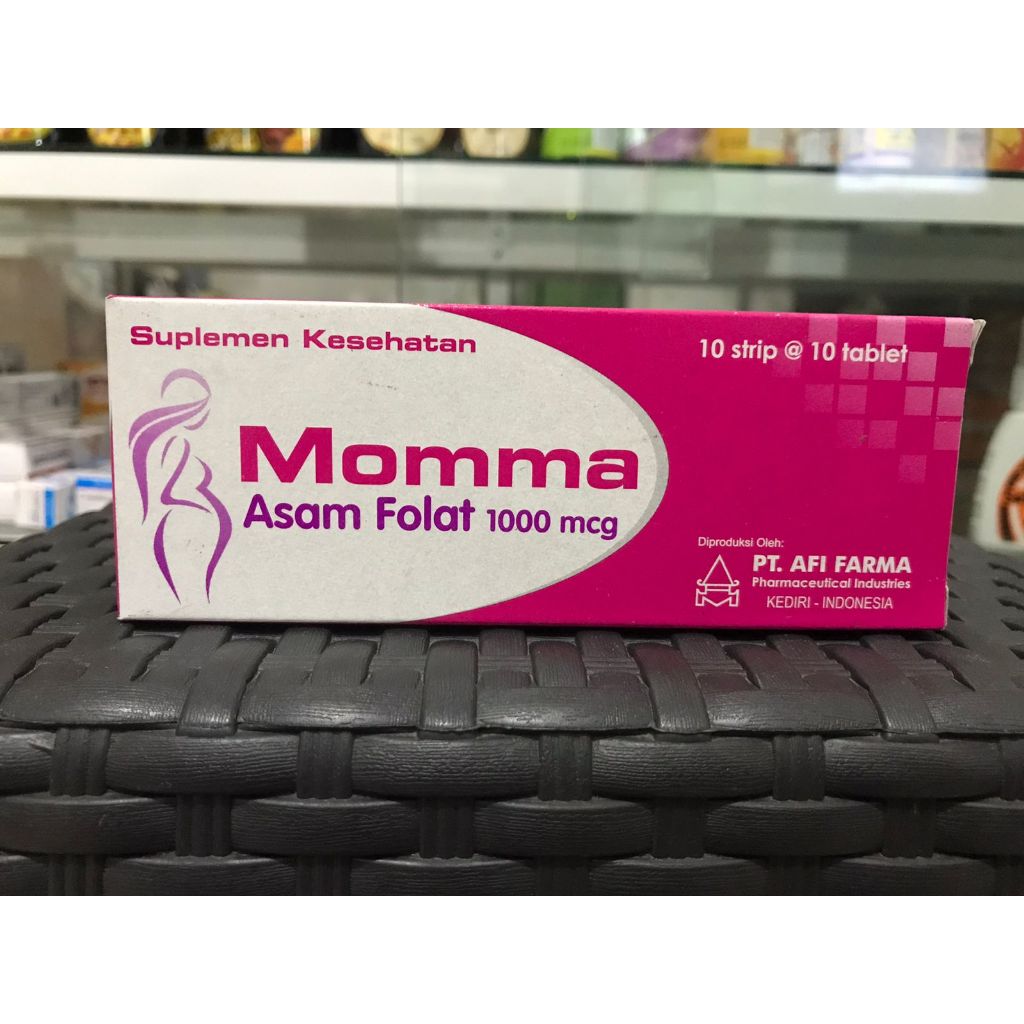 Suplemen Kesehatan
10 strip @ 10 tablet
Momma
Asam Folat 1000 mcg
Diproduksi Oleh:
PT. AFI FARMA
Pharmaceutical Industries
KEDIRI - INDONESIA